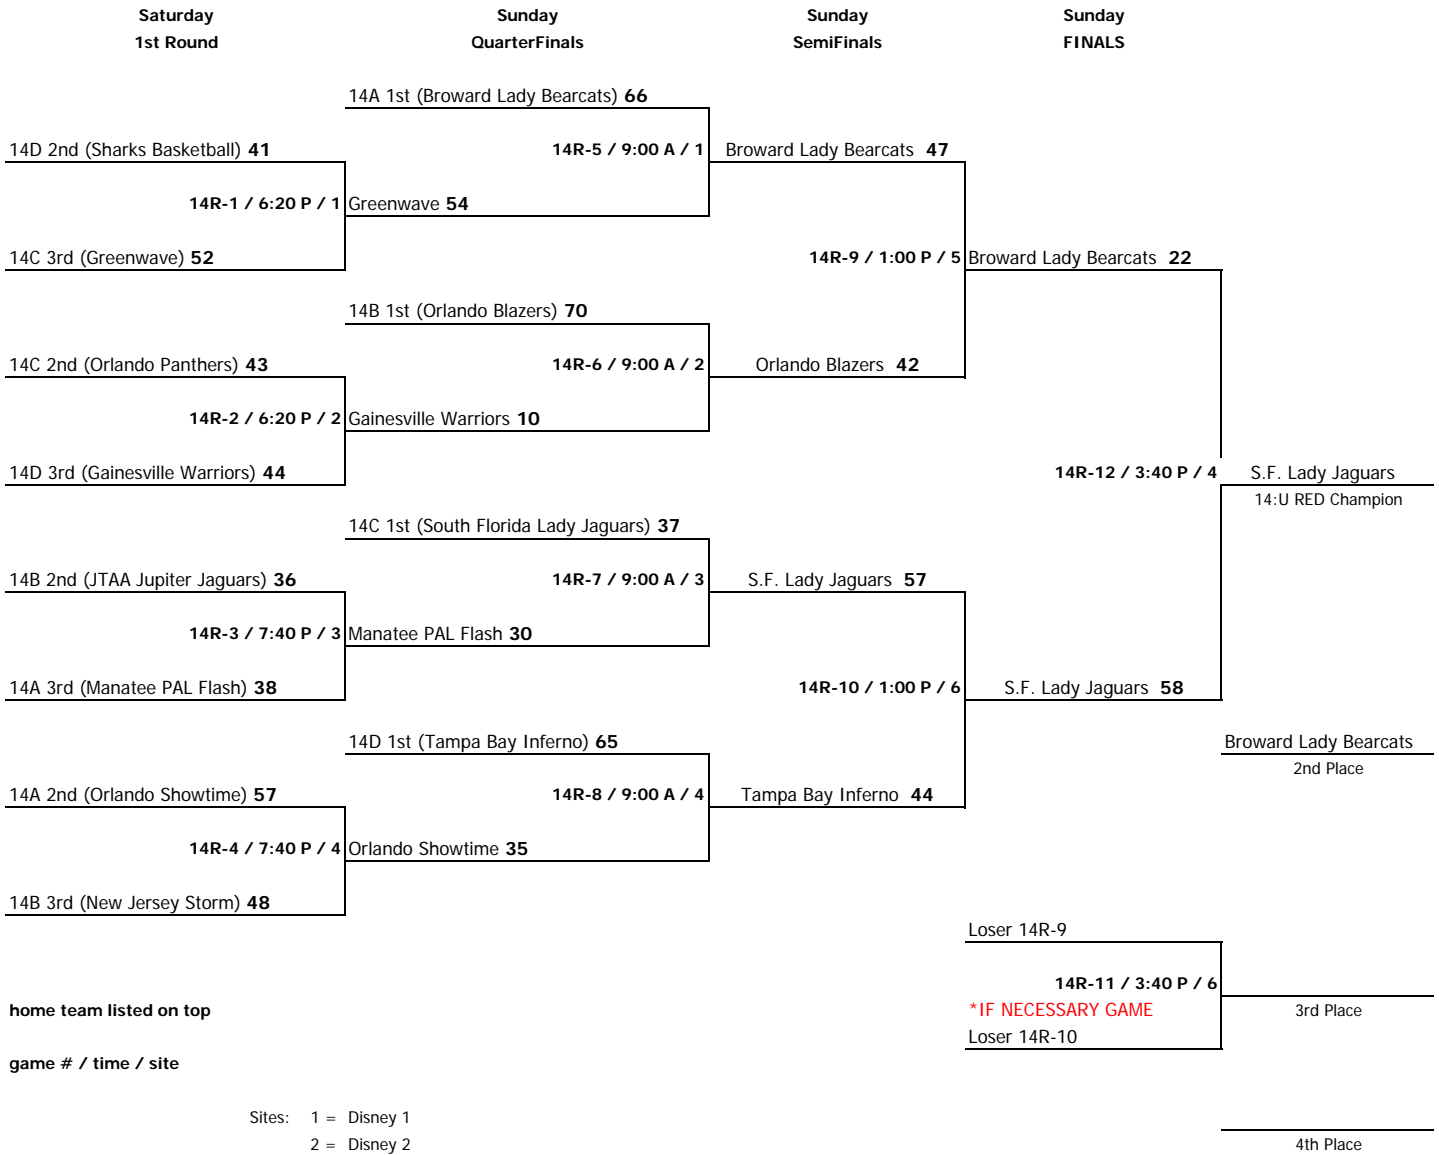 Saturday Sunday Sunday Sunday
1st Round QuarterFinals SemiFinals FINALS
14A 1st (Broward Lady Bearcats) 66
14D 2nd (Sharks Basketball) 41 14R-5 / 9:00 A / 1 Broward Lady Bearcats 47
14R-1 / 6:20 P / 1 Greenwave 54
14C 3rd (Greenwave) 52 14R-9 / 1:00 P / 5 Broward Lady Bearcats 22
14B 1st (Orlando Blazers) 70
14C 2nd (Orlando Panthers) 43 14R-6 / 9:00 A / 2 Orlando Blazers 42
14R-2 / 6:20 P / 2 Gainesville Warriors 10
14D 3rd (Gainesville Warriors) 44 14R-12 / 3:40 P / 4 S.F. Lady Jaguars
14:U RED Champion
14C 1st (South Florida Lady Jaguars) 37
14B 2nd (JTAA Jupiter Jaguars) 36 14R-7 / 9:00 A / 3 S.F. Lady Jaguars 57
14R-3 / 7:40 P / 3 Manatee PAL Flash 30
14A 3rd (Manatee PAL Flash) 38 14R-10 / 1:00 P / 6 S.F. Lady Jaguars 58
14D 1st (Tampa Bay Inferno) 65 Broward Lady Bearcats
2nd Place
14A 2nd (Orlando Showtime) 57 14R-8 / 9:00 A / 4 Tampa Bay Inferno 44
14R-4 / 7:40 P / 4 Orlando Showtime 35
14B 3rd (New Jersey Storm) 48
Loser 14R-9
14R-11 / 3:40 P / 6
home team listed on top *IF NECESSARY GAME 3rd Place
Loser 14R-10
game # / time / site
Sites: 1 = Disney 1
2 = Disney 2 4th Place